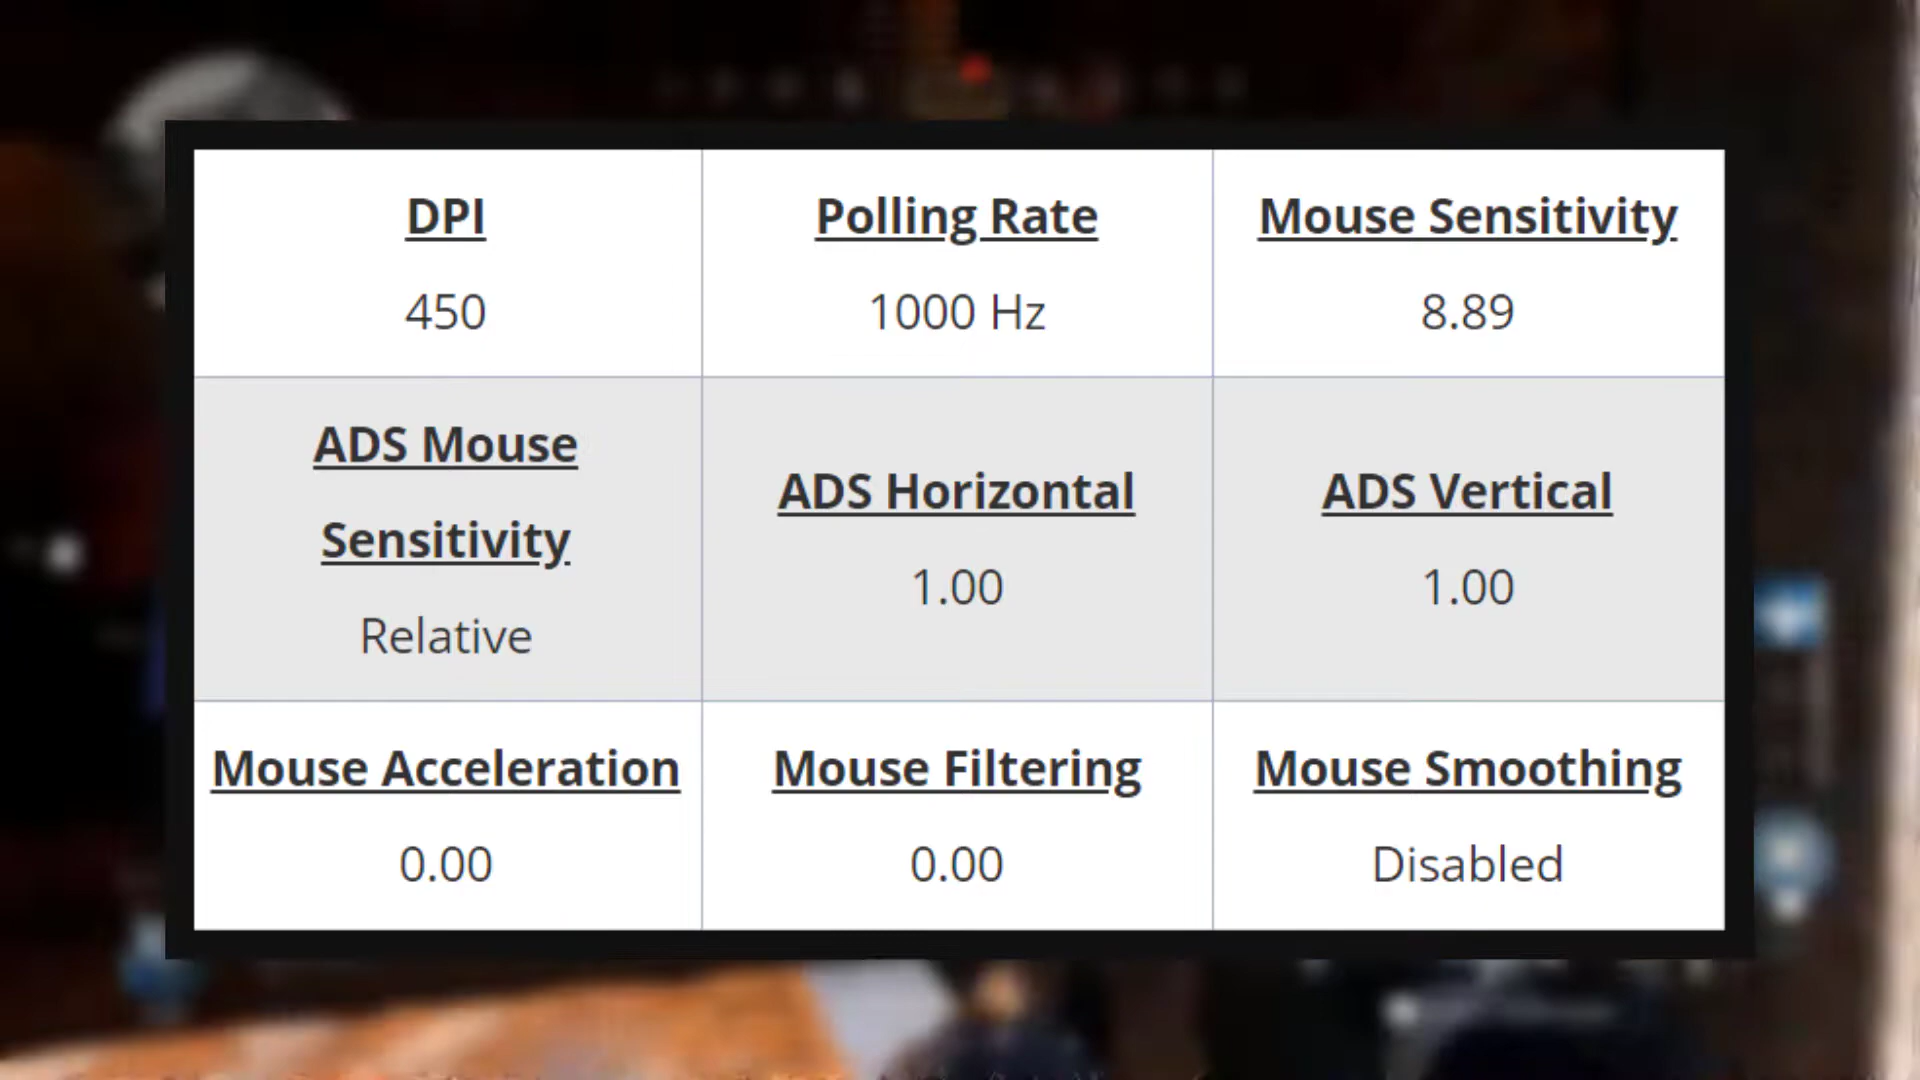 DPI
450
Polling Rate
1000 Hz
Mouse Sensitivity
8.89
ADS Mouse
Sensitivity
Relative
ADS Horizontal
1.00
ADS Vertical
1.00
Mouse Acceleration
0.00
Mouse Filtering
0.00
Mouse Smoothing
Disabled